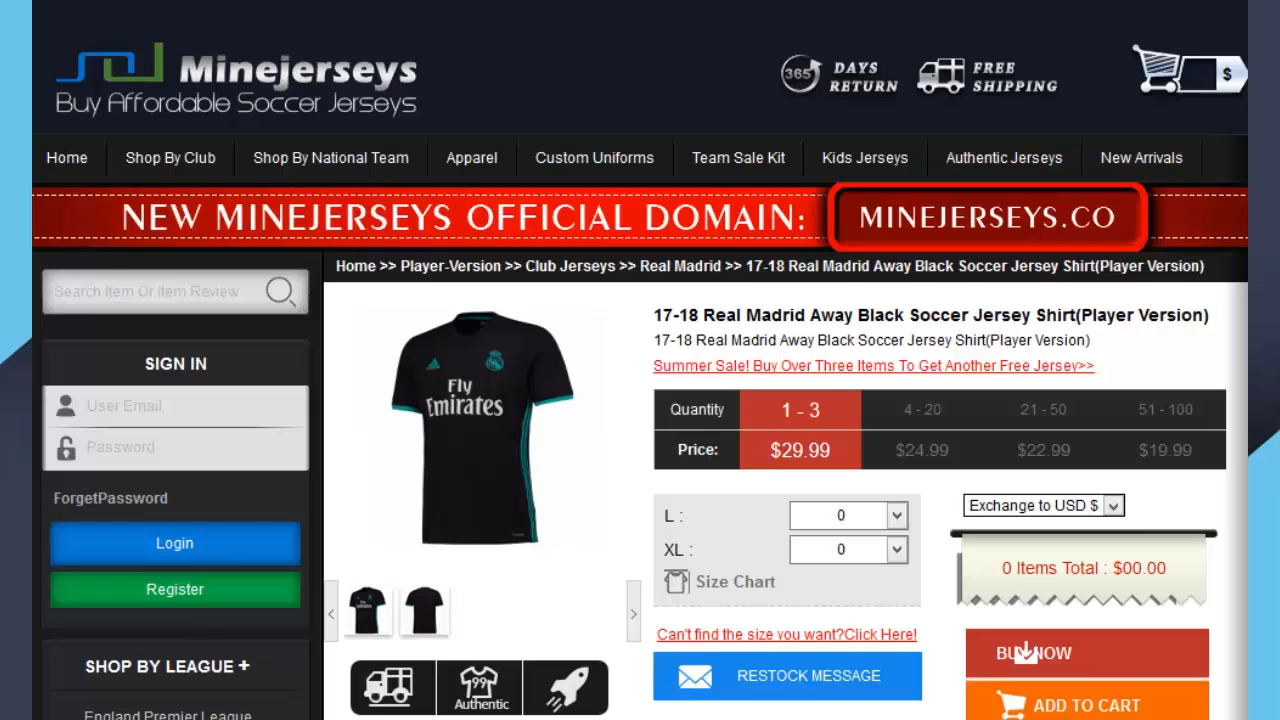 Minejerseys
Buy Affordable Soccer Jerseys
365 DAYS RETURN
FREE SHIPPING
$
Home
Shop By Club
Shop By National Team
Apparel
Custom Uniforms
Team Sale Kit
Kids Jerseys
Authentic Jerseys
New Arrivals
NEW MINEJERSEYS OFFICIAL DOMAIN: MINEJERSEYS.CO
Search Item Or Item Review
Home >> Player-Version >> Club Jerseys >> Real Madrid >> 17-18 Real Madrid Away Black Soccer Jersey Shirt(Player Version)
SIGN IN
User Email
Password
ForgetPassword
Login
Register
SHOP BY LEAGUE +
England Premier League
Fly
Emirates
99
Authentic
17-18 Real Madrid Away Black Soccer Jersey Shirt(Player Version)
17-18 Real Madrid Away Black Soccer Jersey Shirt(Player Version)
Summer Sale! Buy Over Three Items To Get Another Free Jersey>>
Quantity 1 - 3 4 - 20 21 - 50 51 - 100
Price: $29.99 $24.99 $22.99 $19.99
L : 0
XL : 0
Size Chart
Can't find the size you want?Click Here!
RESTOCK MESSAGE
Exchange to USD $
0 Items Total : $00.00
BUY NOW
ADD TO CART